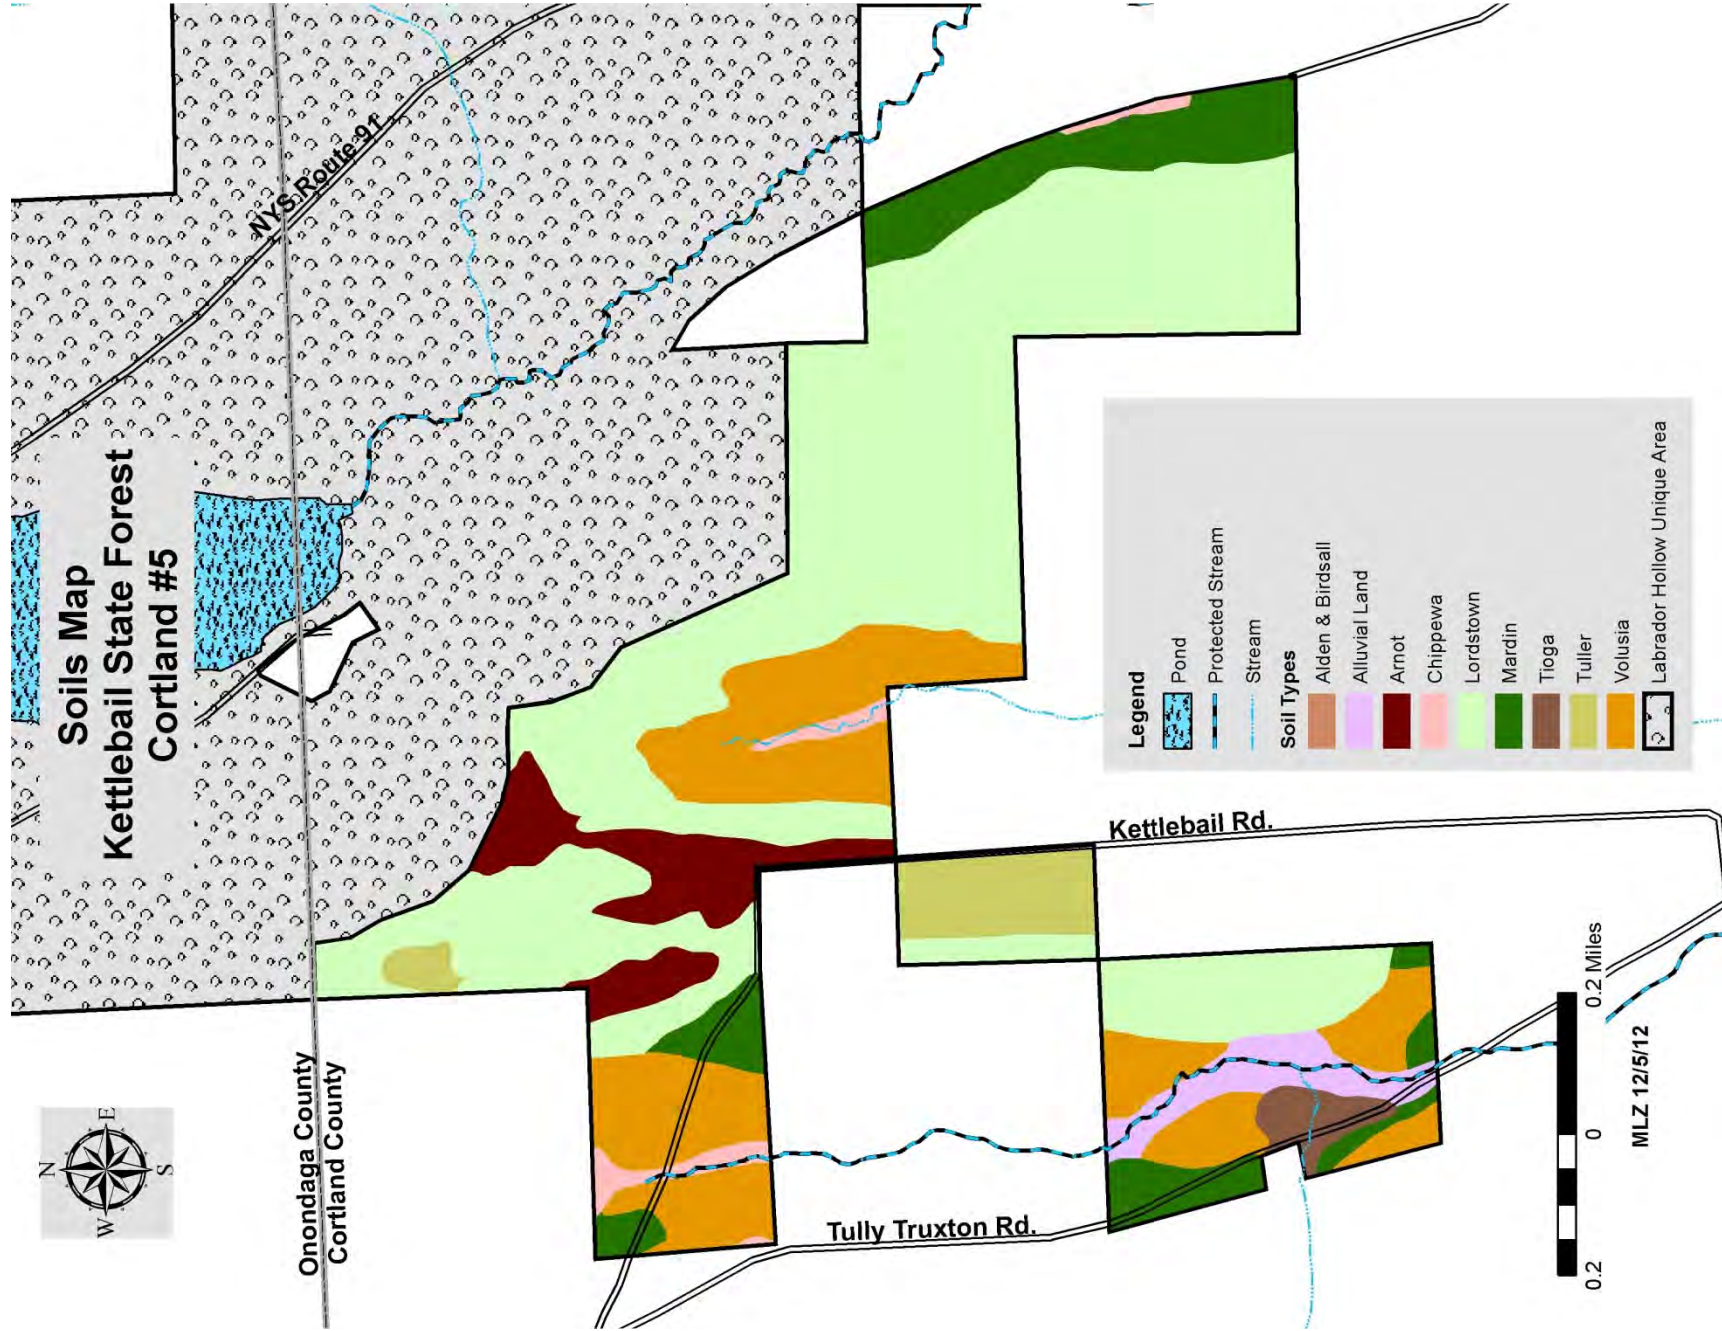 Soils Map
Kettlebail State Forest
Cortland #5
NYS Route 91
N
W
E
S
Onondaga County
Cortland County
Kettlebail Rd.
Tully Truxton Rd.
Legend
Pond
Protected Stream
Stream
Soil Types
Alden & Birdsall
Alluvial Land
Arnot
Chippewa
Lordstown
Mardin
Tioga
Tuller
Volusia
Labrador Hollow Unique Area
0.2 0 0.2 Miles
MLZ 12/5/12